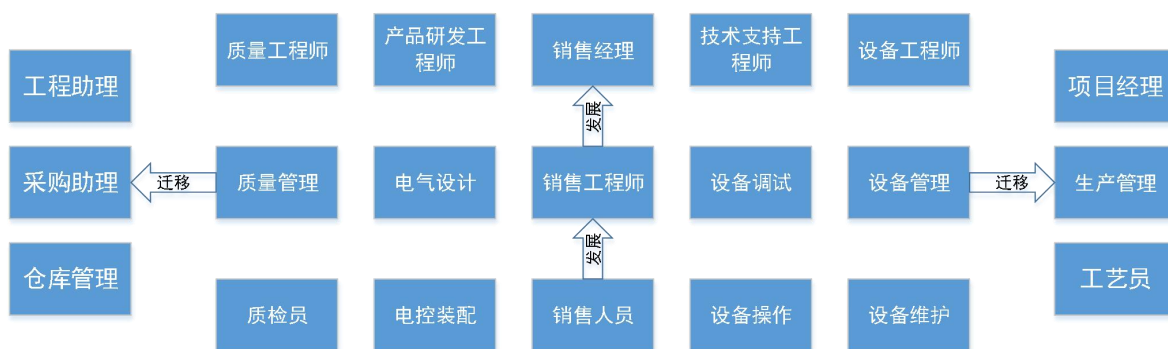 质量工程师
产品研发工
程师
销售经理
技术支持工
程师
设备工程师
工程助理
项目经理
发展
采购助理
迁移
质量管理
电气设计
销售工程师
设备调试
设备管理
迁移
生产管理
发展
仓库管理
工艺员
质检员
电控装配
销售人员
设备操作
设备维护